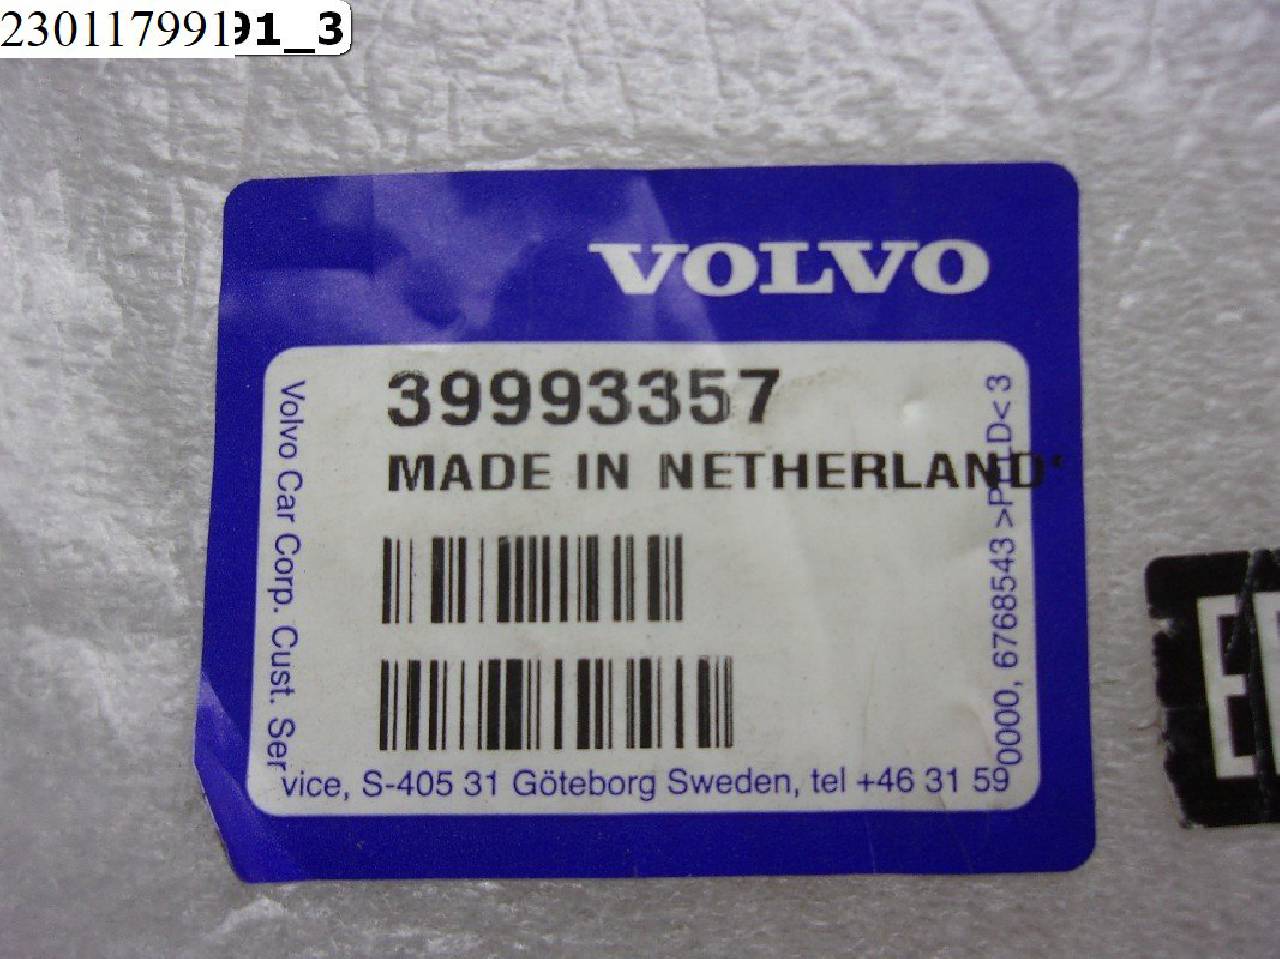 230117991
91_3
VOLVO
39993357
MADE IN NETHERLAND'
Volvo Car Corp. Cust. Ser
vice, S-405 31 Göteborg Sweden, tel +46 31 59
0000, 6768543 >P D< 3